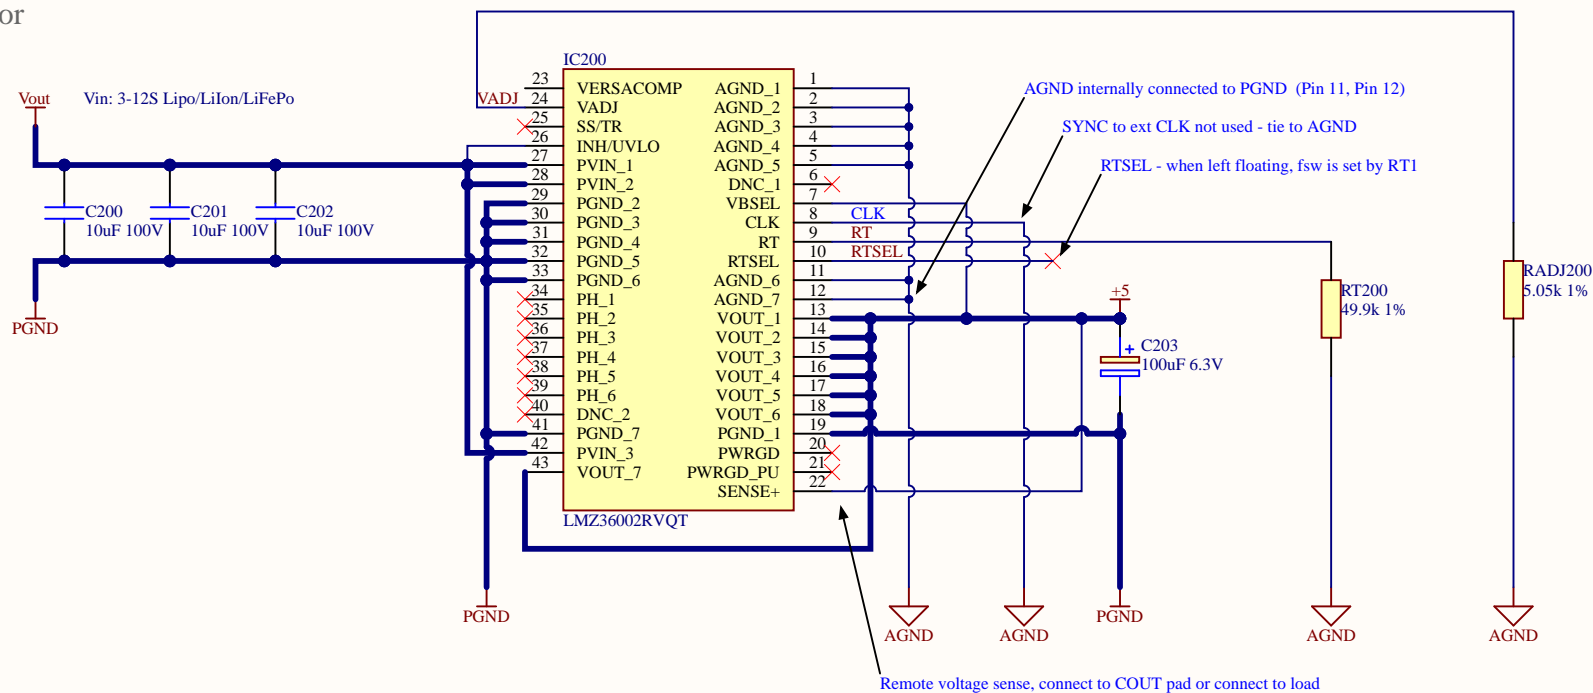 or
IC200
Vout
Vin: 3-12S Lipo/LiIon/LiFePo
VADJ
23 VERSACOMP AGND_1 1
24 VADJ AGND_2 2
25 SS/TR AGND_3 3
26 INH/UVLO AGND_4 4
27 PVIN_1 AGND_5 5
28 PVIN_2 DNC_1 6
29 PGND_2 VBSEL 7
30 PGND_3 CLK 8 CLK
31 PGND_4 RT 9 RT
32 PGND_5 RTSEL 10 RTSEL
33 PGND_6 AGND_6 11
34 PH_1 AGND_7 12
35 PH_2 VOUT_1 13
36 PH_3 VOUT_2 14
37 PH_4 VOUT_3 15
38 PH_5 VOUT_4 16
39 PH_6 VOUT_5 17
40 DNC_2 VOUT_6 18
41 PGND_7 PGND_1 19
42 PVIN_3 PWRGD 20
43 VOUT_7 PWRGD_PU 21
SENSE+ 22
LMZ36002RVQT
C200
10uF 100V
C201
10uF 100V
C202
10uF 100V
PGND
PGND
AGND internally connected to PGND (Pin 11, Pin 12)
SYNC to ext CLK not used - tie to AGND
RTSEL - when left floating, fsw is set by RT1
+5
+
C203
100uF 6.3V
RT200
49.9k 1%
RADJ200
5.05k 1%
AGND
AGND
PGND
AGND
AGND
Remote voltage sense, connect to COUT pad or connect to load